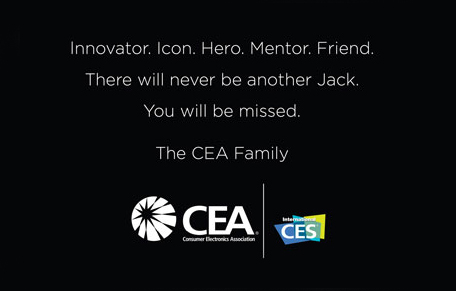 Innovator. Icon. Hero. Mentor. Friend.
There will never be another Jack.
You will be missed.
The CEA Family
CEA®
Consumer Electronics Association
International
CES